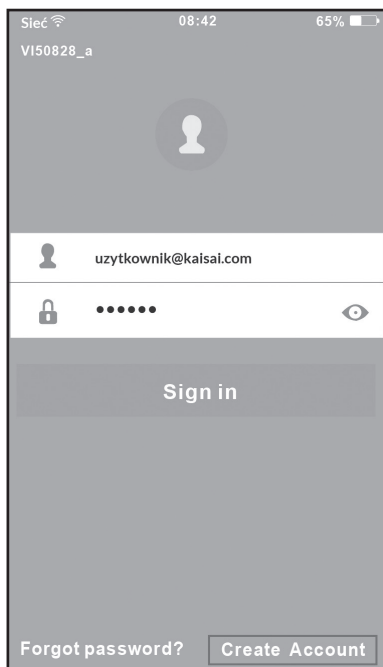 Sieć 08:42 65%
VI50828_a
uzytkownik@kaisai.com
••••••
Sign in
Forgot password? Create Account